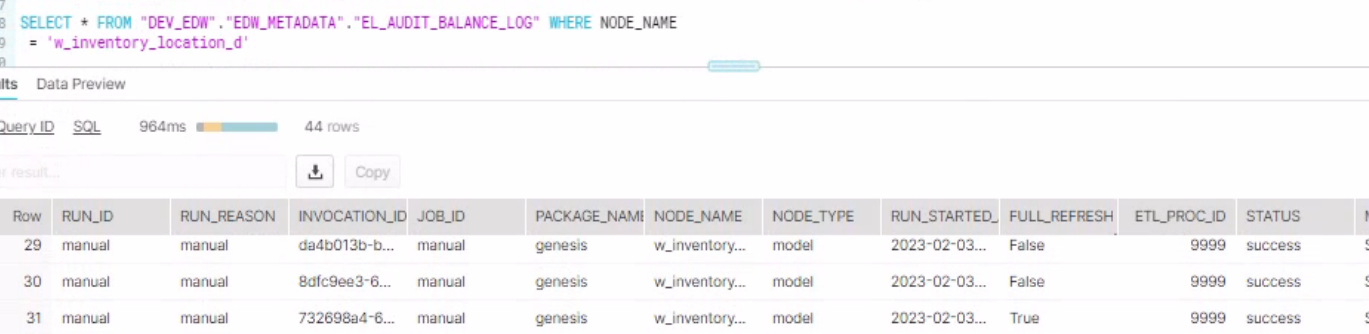 8 SELECT * FROM "DEV_EDW"."EDW_METADATA"."EL_AUDIT_BALANCE_LOG" WHERE NODE_NAME
9 = 'w_inventory_location_d'
lts Data Preview
Query ID SQL 964ms 44 rows
er result... Copy
Row RUN_ID RUN_REASON INVOCATION_ID JOB_ID PACKAGE_NAME NODE_NAME NODE_TYPE RUN_STARTED_ FULL_REFRESH ETL_PROC_ID STATUS
29 manual manual da4b013b-b... manual genesis w_inventory... model 2023-02-03... False 9999 success
30 manual manual 8dfc9ee3-6... manual genesis w_inventory... model 2023-02-03... False 9999 success
31 manual manual 732698a4-6... manual genesis w_inventory... model 2023-02-03... True 9999 success